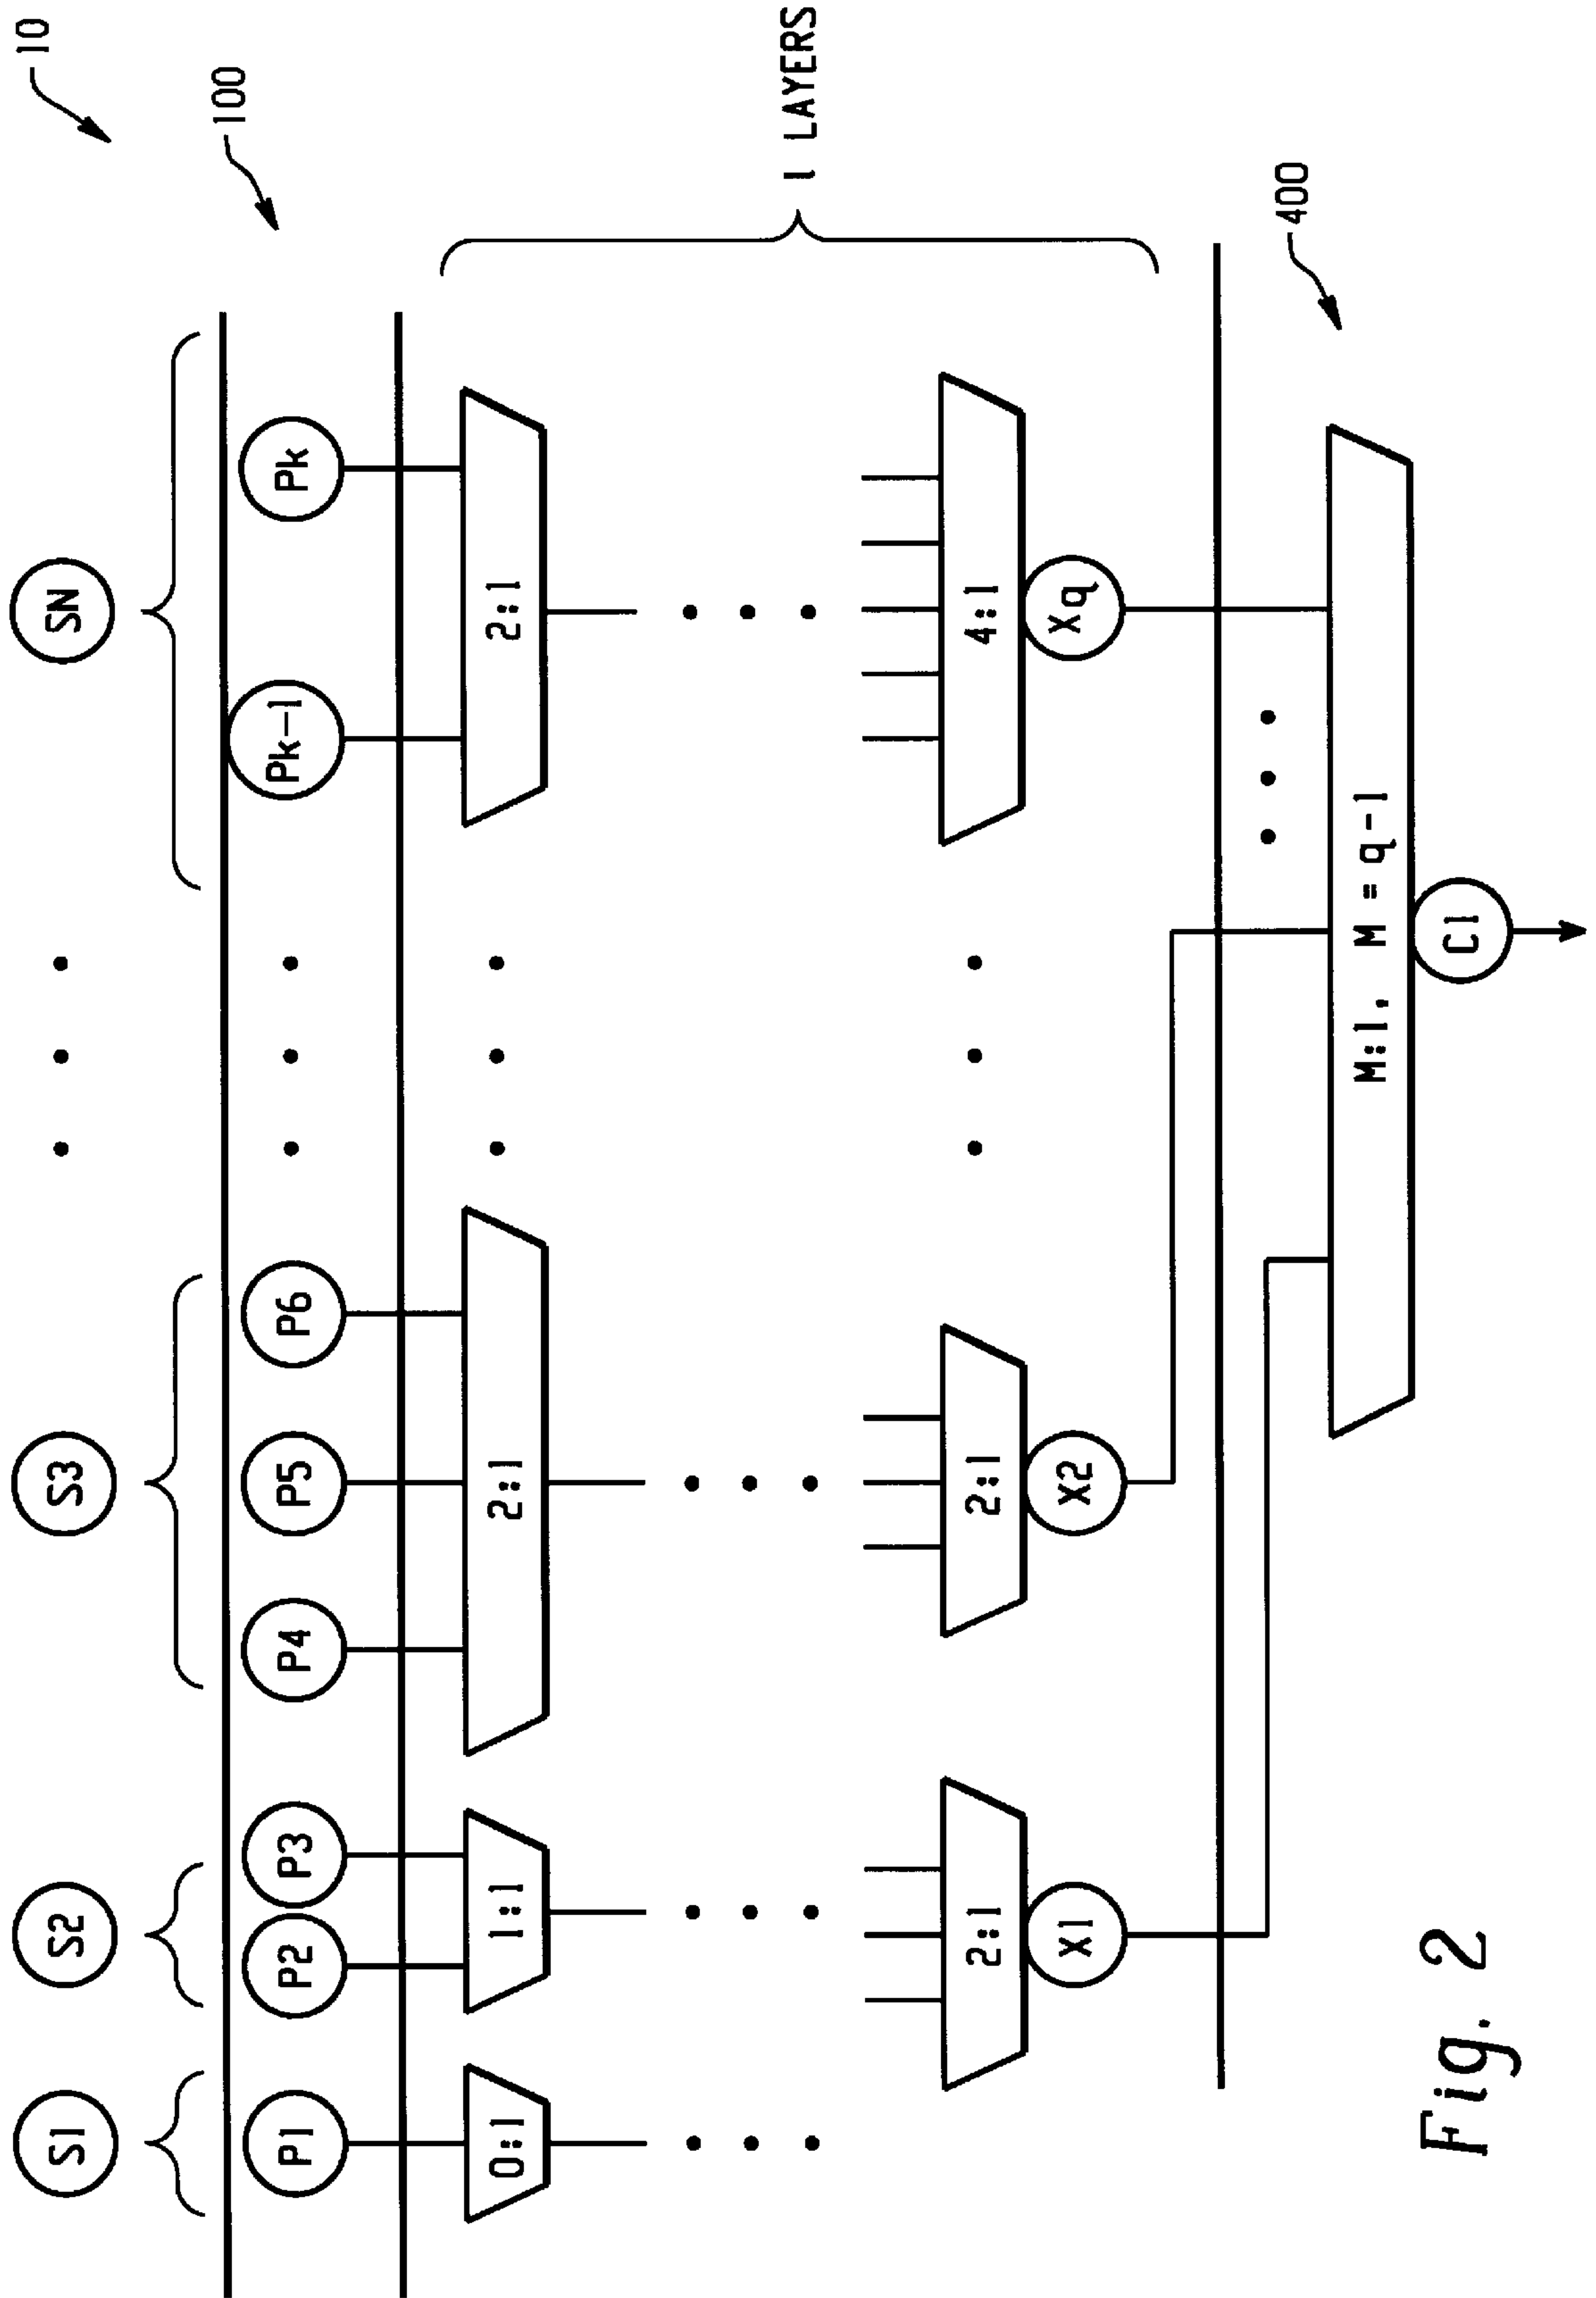 10
100
S1
S2
S3
SN
P1
P2
P3
P4
P5
P6
Pk-1
Pk
0:1
1:1
2:1
2:1
l LAYERS
2:1
2:1
4:1
X1
X2
Xq
400
M:1, M = q-1
C1
Fig. 2